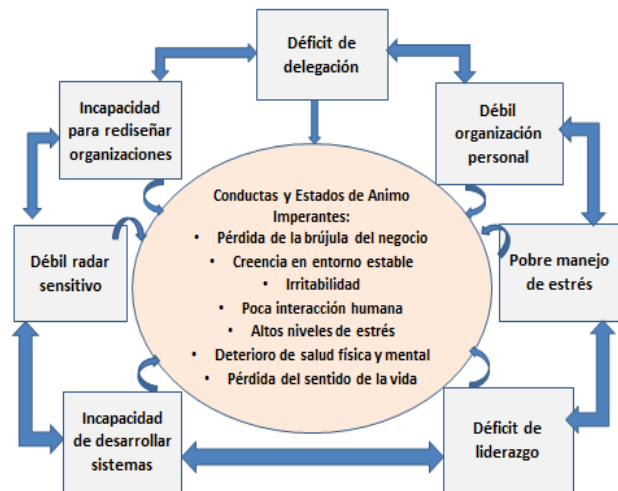 Déficit de
delegación
Incapacidad
para rediseñar
organizaciones
Débil
organización
personal
Conductas y Estados de Animo
Imperantes:
• Pérdida de la brújula del negocio
• Creencia en entorno estable
• Irritabilidad
• Poca interacción humana
• Altos niveles de estrés
• Deterioro de salud física y mental
• Pérdida del sentido de la vida
Débil radar
sensitivo
Pobre manejo
de estrés
Incapacidad
de desarrollar
sistemas
Déficit de
liderazgo